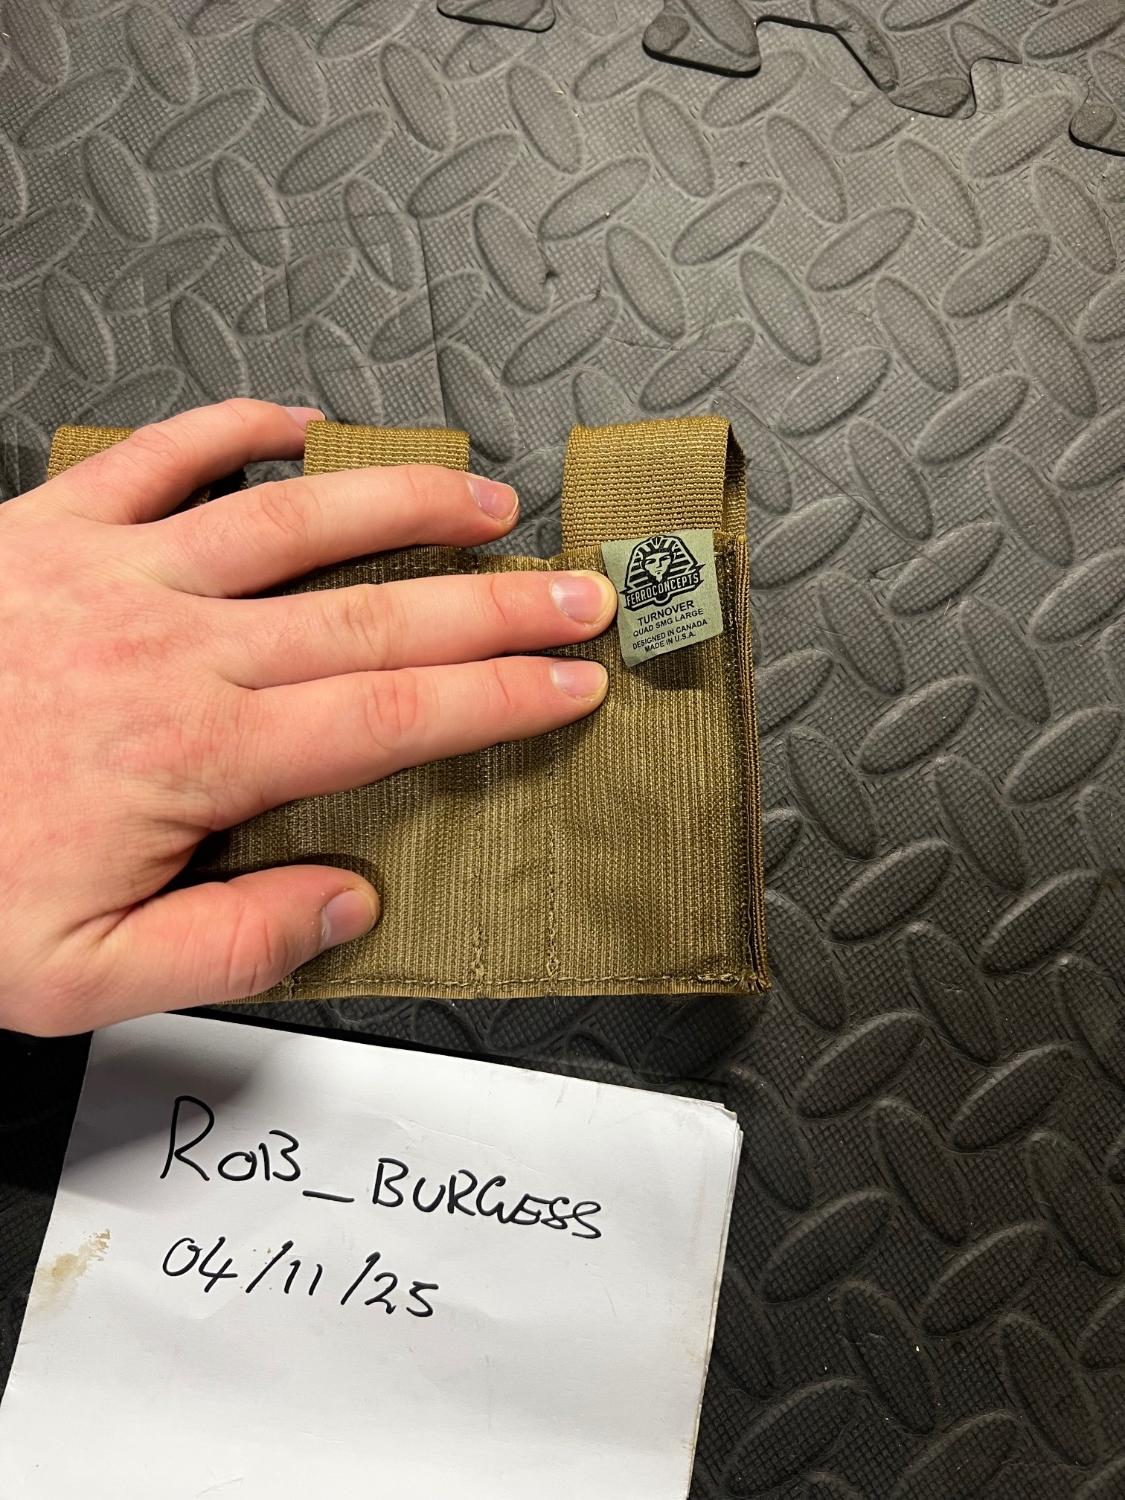 FERROCONCEPTS
TURNOVER
QUAD SMG LARGE
DESIGNED IN CANADA
MADE IN U.S.A.
ROB_BURGESS
04/11/25